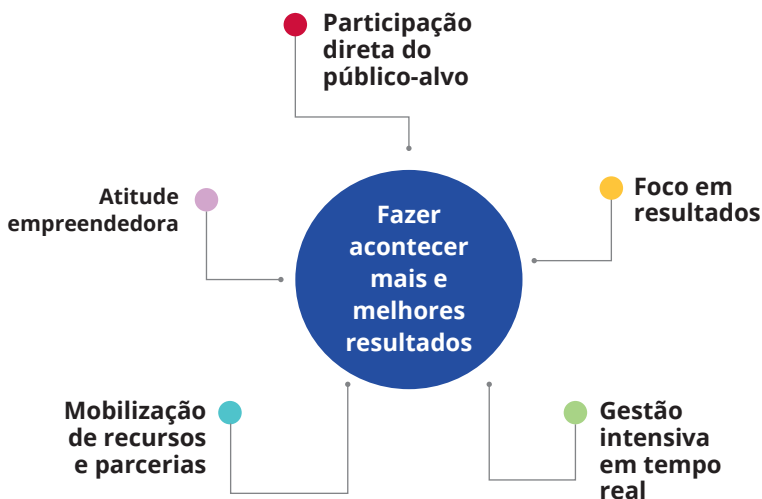 Participação
direta do
público-alvo
Atitude
empreendedora
Fazer
acontecer
mais e
melhores
resultados
Foco em
resultados
Mobilização
de recursos
e parcerias
Gestão
intensiva
em tempo
real